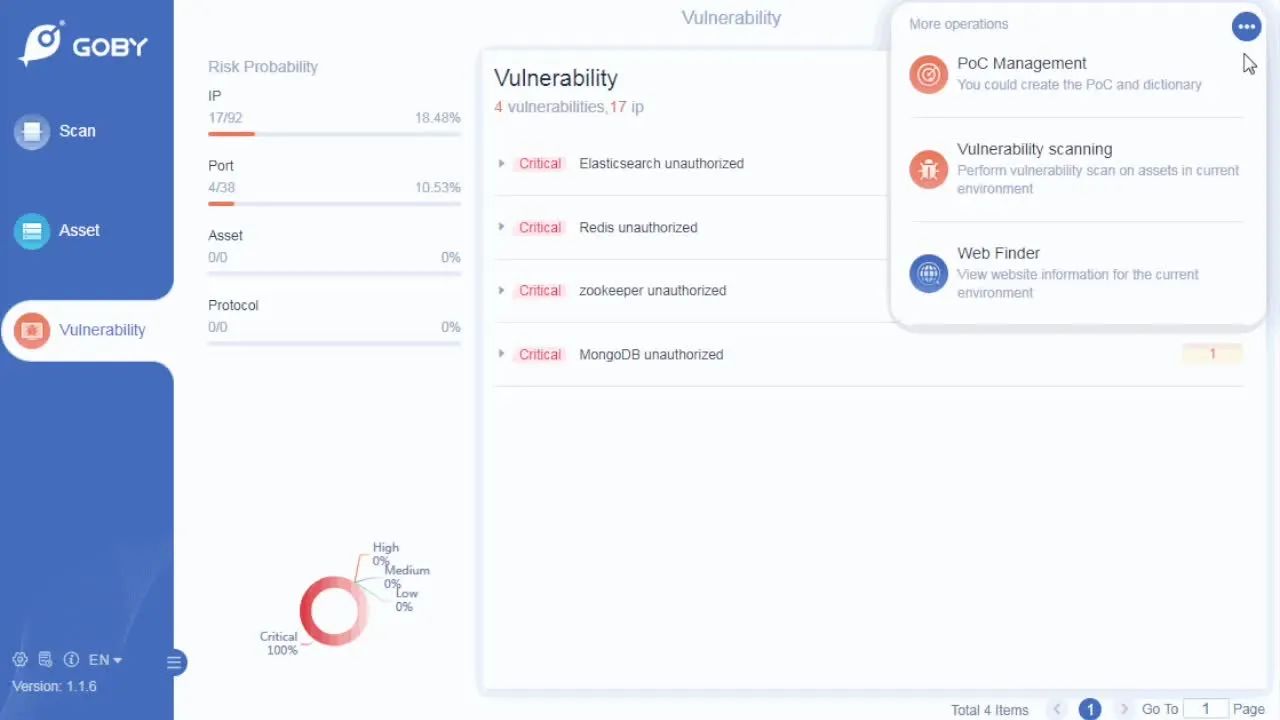 GOBY
Scan
Asset
Vulnerability
EN
Version: 1.1.6
Vulnerability
Risk Probability
IP
17/92 18.48%
Port
4/38 10.53%
Asset
0/0 0%
Protocol
0/0 0%
High
0%
Medium
0%
Low
0%
Critical
100%
Vulnerability
4 vulnerabilities,17 ip
Critical Elasticsearch unauthorized
Critical Redis unauthorized
Critical zookeeper unauthorized
Critical MongoDB unauthorized 1
More operations
PoC Management
You could create the PoC and dictionary
Vulnerability scanning
Perform vulnerability scan on assets in current
environment
Web Finder
View website information for the current
environment
Total 4 Items < 1 > Go To 1 Page